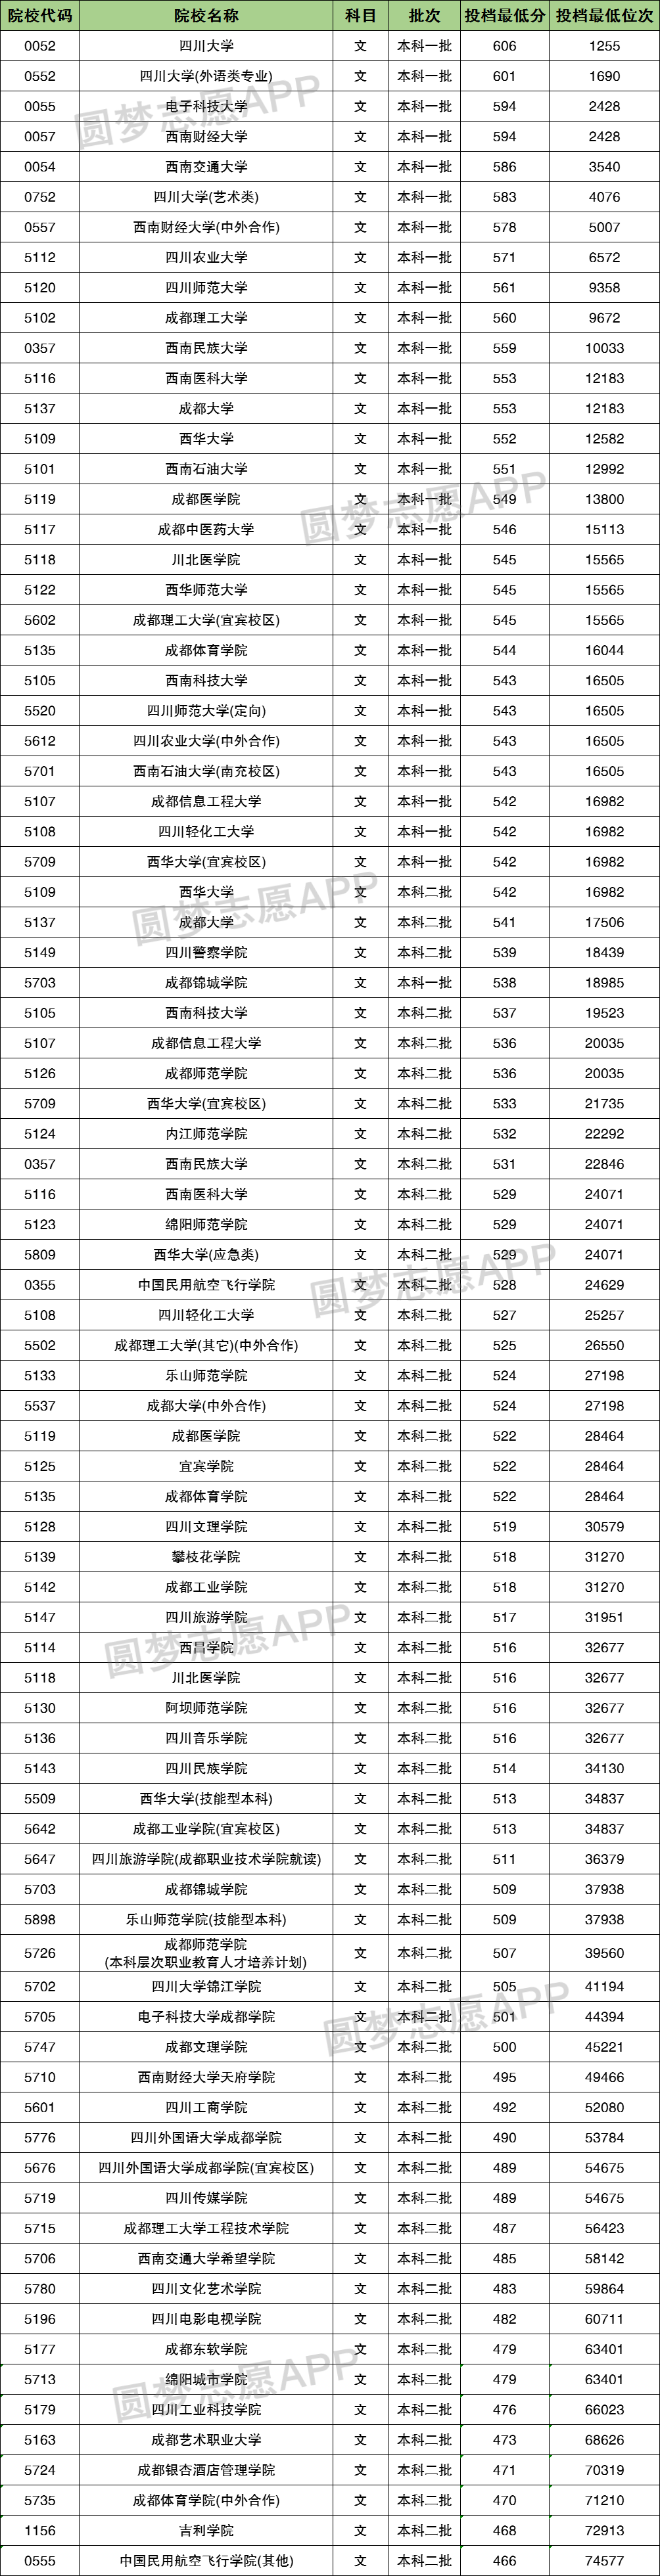 院校代码 院校名称 科目 批次 投档最低分 投档最低位次
0052 四川大学 文 本科一批 606 1255
0552 四川大学(外语类专业) 文 本科一批 601 1690
0055 电子科技大学 文 本科一批 594 2428
0057 西南财经大学 文 本科一批 594 2428
0054 西南交通大学 文 本科一批 586 3540
0752 四川大学(艺术类) 文 本科一批 583 4076
0557 西南财经大学(中外合作) 文 本科一批 578 5007
5112 四川农业大学 文 本科一批 571 6572
5120 四川师范大学 文 本科一批 561 9358
5102 成都理工大学 文 本科一批 560 9672
0357 西南民族大学 文 本科一批 559 10033
5116 西南医科大学 文 本科一批 553 12183
5137 成都大学 文 本科一批 553 12183
5109 西华大学 文 本科一批 552 12582
5101 西南石油大学 文 本科一批 551 12992
5119 成都医学院 文 本科一批 549 13800
5117 成都中医药大学 文 本科一批 546 15113
5118 川北医学院 文 本科一批 545 15565
5122 西华师范大学 文 本科一批 545 15565
5602 成都理工大学(宜宾校区) 文 本科一批 545 15565
5135 成都体育学院 文 本科一批 544 16044
5105 西南科技大学 文 本科一批 543 16505
5520 四川师范大学(定向) 文 本科一批 543 16505
5612 四川农业大学(中外合作) 文 本科一批 543 16505
5701 西南石油大学(南充校区) 文 本科一批 543 16505
5107 成都信息工程大学 文 本科一批 542 16982
5108 四川轻化工大学 文 本科一批 542 16982
5709 西华大学(宜宾校区) 文 本科一批 542 16982
5109 西华大学 文 本科二批 542 16982
5137 成都大学 文 本科二批 541 17506
5149 四川警察学院 文 本科二批 539 18439
5703 成都锦城学院 文 本科一批 538 18985
5105 西南科技大学 文 本科二批 537 19523
5107 成都信息工程大学 文 本科二批 536 20035
5126 成都师范学院 文 本科二批 536 20035
5709 西华大学(宜宾校区) 文 本科二批 533 21735
5124 内江师范学院 文 本科二批 532 22292
0357 西南民族大学 文 本科二批 531 22846
5116 西南医科大学 文 本科二批 529 24071
5123 绵阳师范学院 文 本科二批 529 24071
5809 西华大学(应急类) 文 本科二批 529 24071
0355 中国民用航空飞行学院 文 本科二批 528 24629
5108 四川轻化工大学 文 本科二批 527 25257
5502 成都理工大学(其它)(中外合作) 文 本科二批 525 26550
5133 乐山师范学院 文 本科二批 524 27198
5537 成都大学(中外合作) 文 本科二批 524 27198
5119 成都医学院 文 本科二批 522 28464
5125 宜宾学院 文 本科二批 522 28464
5135 成都体育学院 文 本科二批 522 28464
5128 四川文理学院 文 本科二批 519 30579
5139 攀枝花学院 文 本科二批 518 31270
5142 成都工业学院 文 本科二批 518 31270
5147 四川旅游学院 文 本科二批 517 31951
5114 西昌学院 文 本科二批 516 32677
5118 川北医学院 文 本科二批 516 32677
5130 阿坝师范学院 文 本科二批 516 32677
5136 四川音乐学院 文 本科二批 516 32677
5143 四川民族学院 文 本科二批 514 34130
5509 西华大学(技能型本科) 文 本科二批 513 34837
5642 成都工业学院(宜宾校区) 文 本科二批 513 34837
5647 四川旅游学院(成都职业技术学院就读) 文 本科二批 511 36379
5703 成都锦城学院 文 本科二批 509 37938
5898 乐山师范学院(技能型本科) 文 本科二批 509 37938
5726 成都师范学院
(本科层次职业教育人才培养计划) 文 本科二批 507 39560
5702 四川大学锦江学院 文 本科二批 505 41194
5705 电子科技大学成都学院 文 本科二批 501 44394
5747 成都文理学院 文 本科二批 500 45221
5710 西南财经大学天府学院 文 本科二批 495 49466
5601 四川工商学院 文 本科二批 492 52080
5776 四川外国语大学成都学院 文 本科二批 490 53784
5676 四川外国语大学成都学院(宜宾校区) 文 本科二批 489 54675
5719 四川传媒学院 文 本科二批 489 54675
5715 成都理工大学工程技术学院 文 本科二批 487 56423
5706 西南交通大学希望学院 文 本科二批 485 58142
5780 四川文化艺术学院 文 本科二批 483 59864
5196 四川电影电视学院 文 本科二批 482 60711
5177 成都东软学院 文 本科二批 479 63401
5713 绵阳城市学院 文 本科二批 479 63401
5179 四川工业科技学院 文 本科二批 476 66023
5163 成都艺术职业大学 文 本科二批 473 68626
5724 成都银杏酒店管理学院 文 本科二批 471 70319
5735 成都体育学院(中外合作) 文 本科二批 470 71210
1156 吉利学院 文 本科二批 468 72913
0555 中国民用航空飞行学院(其他) 文 本科二批 466 74577
圆梦志愿APP
圆梦志愿APP
圆梦志愿APP
圆梦志愿APP
圆梦志愿APP
圆梦志愿APP
圆梦志愿APP